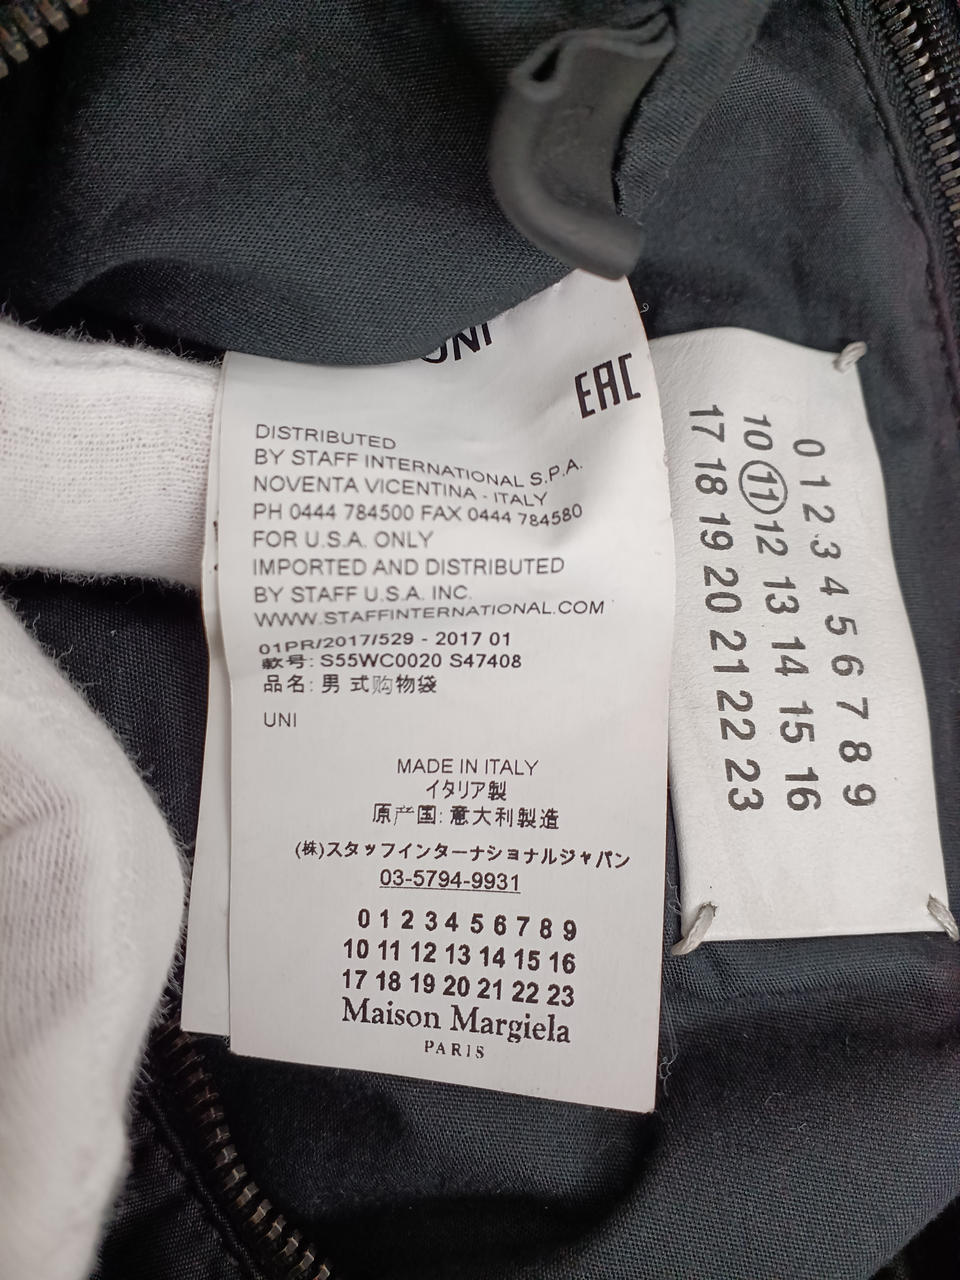 UNI
EAC
DISTRIBUTED
BY STAFF INTERNATIONAL S.P.A.
NOVENTA VICENTINA - ITALY
PH 0444 784500 FAX 0444 784580
FOR U.S.A. ONLY
IMPORTED AND DISTRIBUTED
BY STAFF U.S.A. INC.
WWW.STAFFINTERNATIONAL.COM
01PR/2017/529 - 2017 01
款号: S55WC0020 S47408
品名: 男 式购物袋
UNI
MADE IN ITALY
イタリア製
原产国: 意大利製造
(株)スタッフインターナショナルジャパン
03-5794-9931
0 1 2 3 4 5 6 7 8 9
10 11 12 13 14 15 16
17 18 19 20 21 22 23
Maison Margiela
PARIS
0 1 2 3 4 5 6 7 8 9
10 11 12 13 14 15 16
17 18 19 20 21 22 23